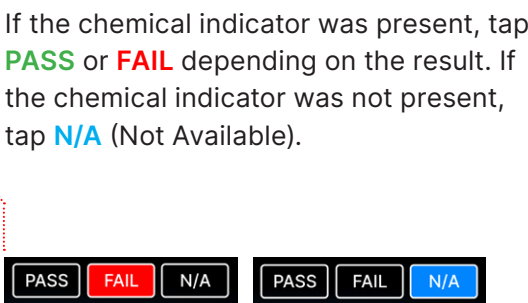 If the chemical indicator was present, tap
PASS or FAIL depending on the result. If
the chemical indicator was not present,
tap N/A (Not Available).
PASS FAIL N/A PASS FAIL N/A